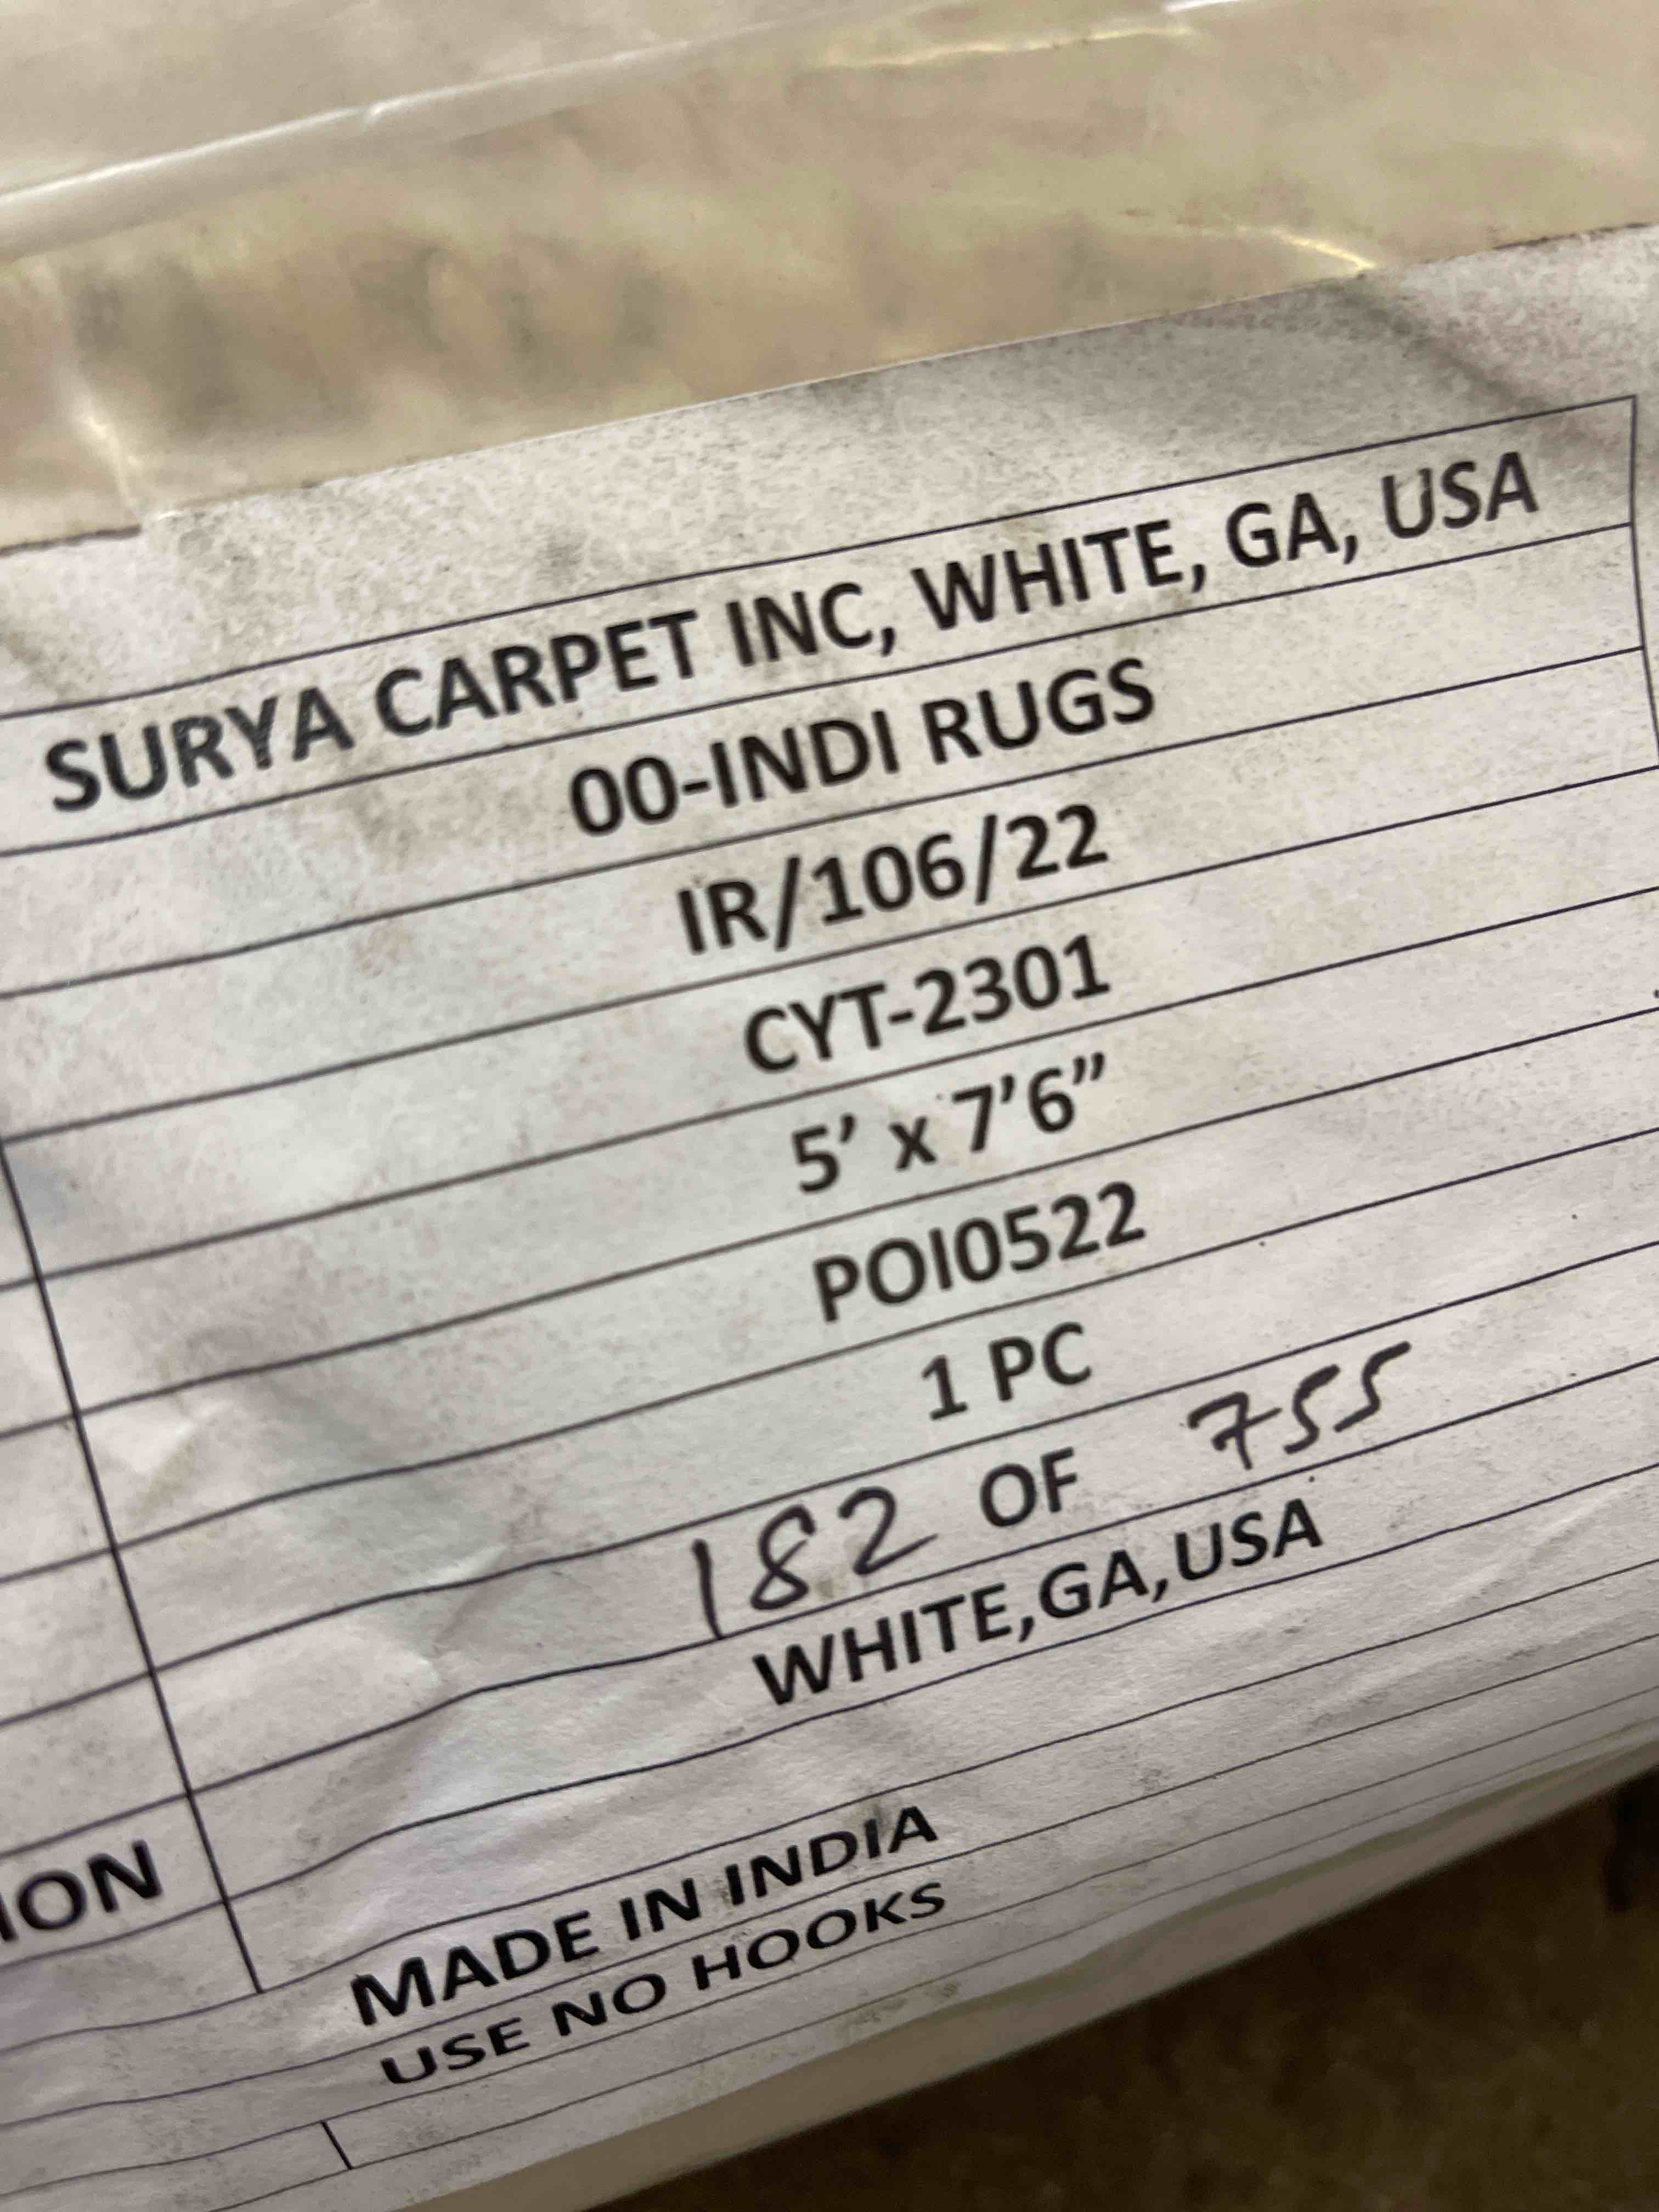 SURYA CARPET INC, WHITE, GA, USA
00-INDI RUGS
IR/106/22
CYT-2301
5’ x 7’6”
POI0522
1 PC
182 OF 755
WHITE,GA,USA
ION
MADE IN INDIA
USE NO HOOKS